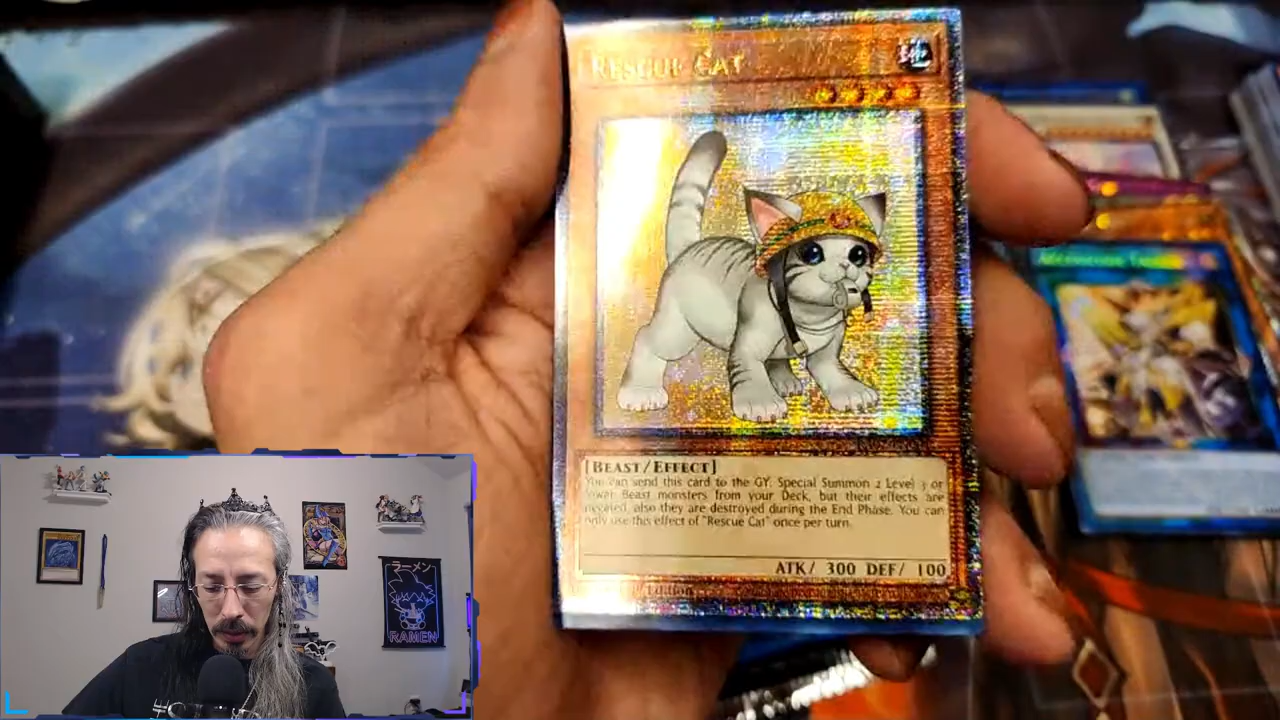 RESCUE CAT
[BEAST/EFFECT]
You can send this card to the GY; Special Summon 2 Level 3 or
lower Beast monsters from your Deck, but their effects are
negated, also they are destroyed during the End Phase. You can
only use this effect of "Rescue Cat" once per turn.
ATK/ 300 DEF/ 100
Edition
ラーメン
RAMEN